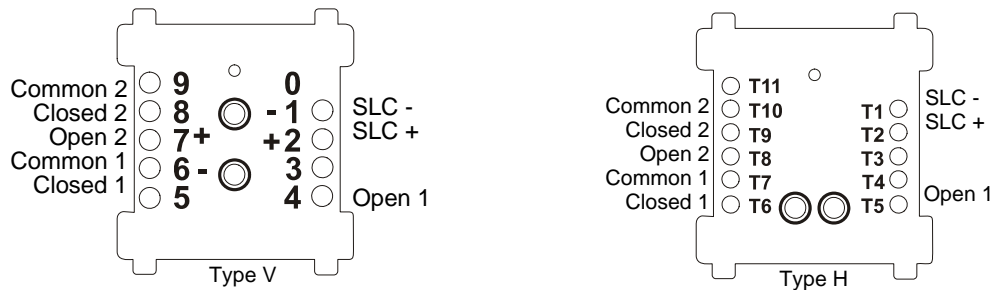 Common 2 9 0
Closed 2 8 - 1 SLC -
Open 2 7 + + 2 SLC +
Common 1 6 - 3
Closed 1 5 4 Open 1
Type V
T11
Common 2 T10 T1 SLC -
Closed 2 T9 T2 SLC +
Open 2 T8 T3
Common 1 T7 T4
Closed 1 T6 T5 Open 1
Type H